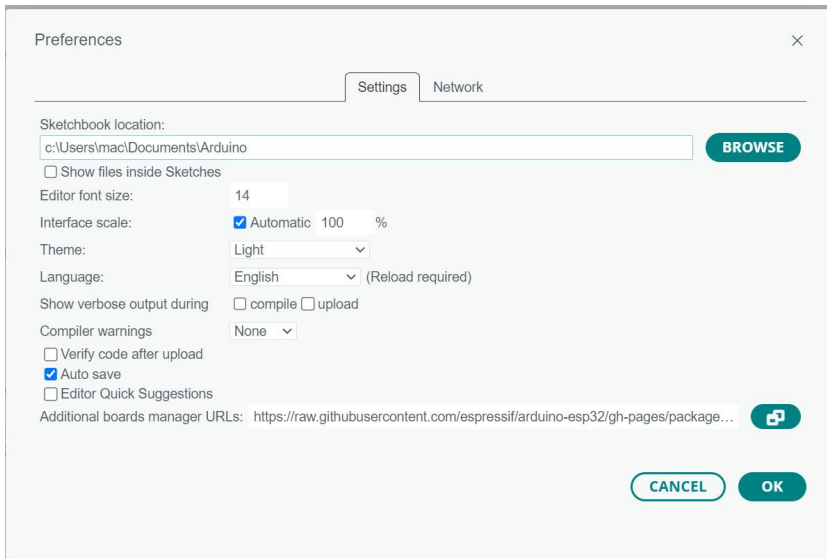 Preferences
Settings Network
Sketchbook location:
c:\Users\mac\Documents\Arduino
BROWSE
Show files inside Sketches
Editor font size: 14
Interface scale: Automatic 100 %
Theme: Light
Language: English (Reload required)
Show verbose output during compile upload
Compiler warnings None
Verify code after upload
Auto save
Editor Quick Suggestions
Additional boards manager URLs: https://raw.githubusercontent.com/espressif/arduino-esp32/gh-pages/package…
CANCEL OK